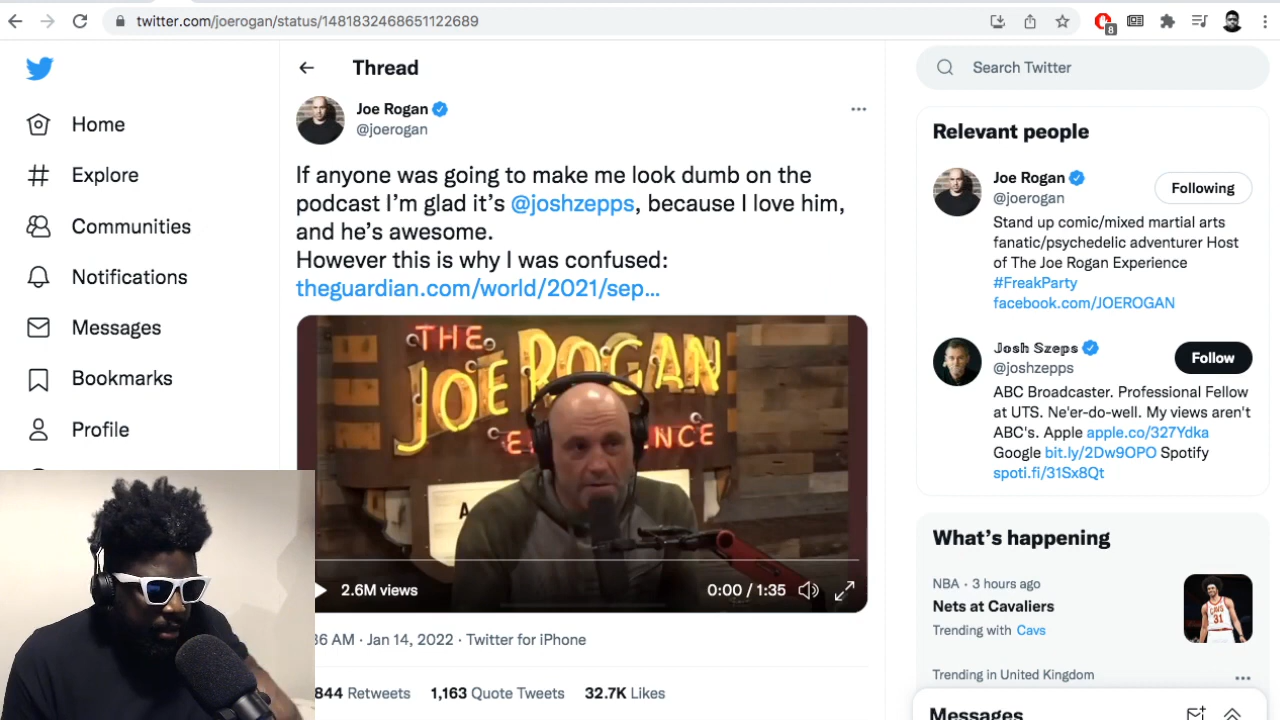 twitter.com/joerogan/status/1481832468651122689
8
Home
Explore
Communities
Notifications
Messages
Bookmarks
Profile
Thread
Joe Rogan
@joerogan
If anyone was going to make me look dumb on the
podcast I’m glad it’s @joshzepps, because I love him,
and he’s awesome.
However this is why I was confused:
theguardian.com/world/2021/sep...
THE
JOE ROGAN
2.6M views
0:00 / 1:35
36 AM · Jan 14, 2022 · Twitter for iPhone
844 Retweets 1,163 Quote Tweets 32.7K Likes
Search Twitter
Relevant people
Joe Rogan
@joerogan
Following
Stand up comic/mixed martial arts
fanatic/psychedelic adventurer Host
of The Joe Rogan Experience
#FreakParty
facebook.com/JOEROGAN
Josh Szeps
@joshzepps
Follow
ABC Broadcaster. Professional Fellow
at UTS. Ne'er-do-well. My views aren't
ABC's. Apple apple.co/327Ydka
Google bit.ly/2Dw9OPO Spotify
spoti.fi/31Sx8Qt
What’s happening
NBA · 3 hours ago
Nets at Cavaliers
Trending with Cavs
CAVS
31
Trending in United Kingdom
Messages